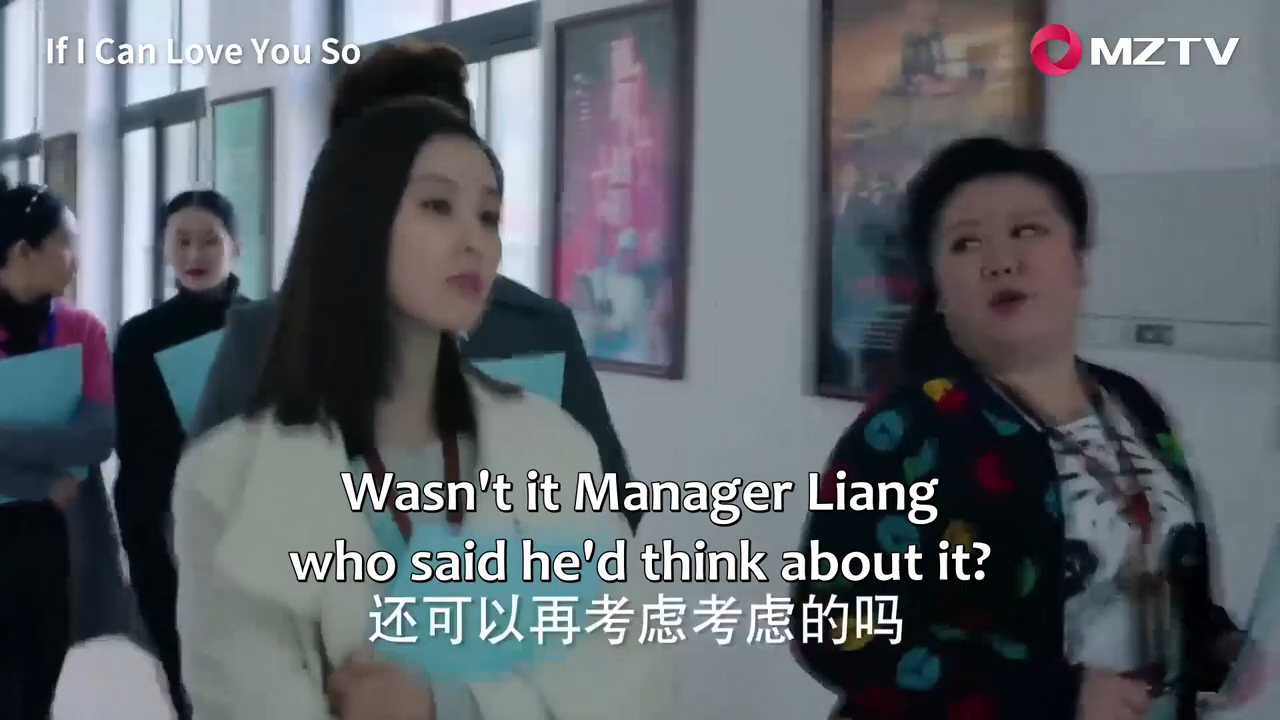 If I Can Love You So
MZTV
Wasn't it Manager Liang
who said he'd think about it?
还可以再考虑考虑的吗